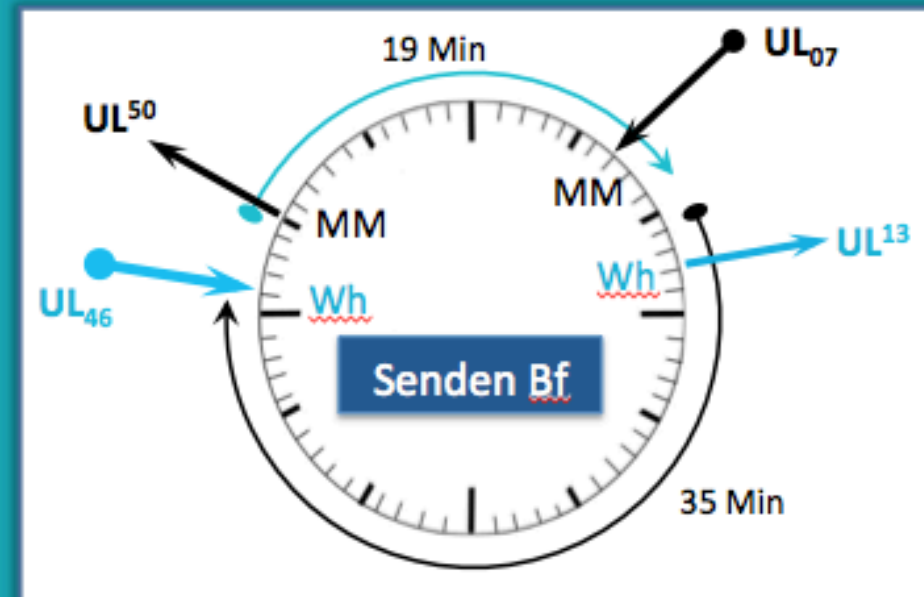 19 Min
UL07
UL50
MM
MM
UL13
Wh
Wh
UL46
Senden Bf
35 Min